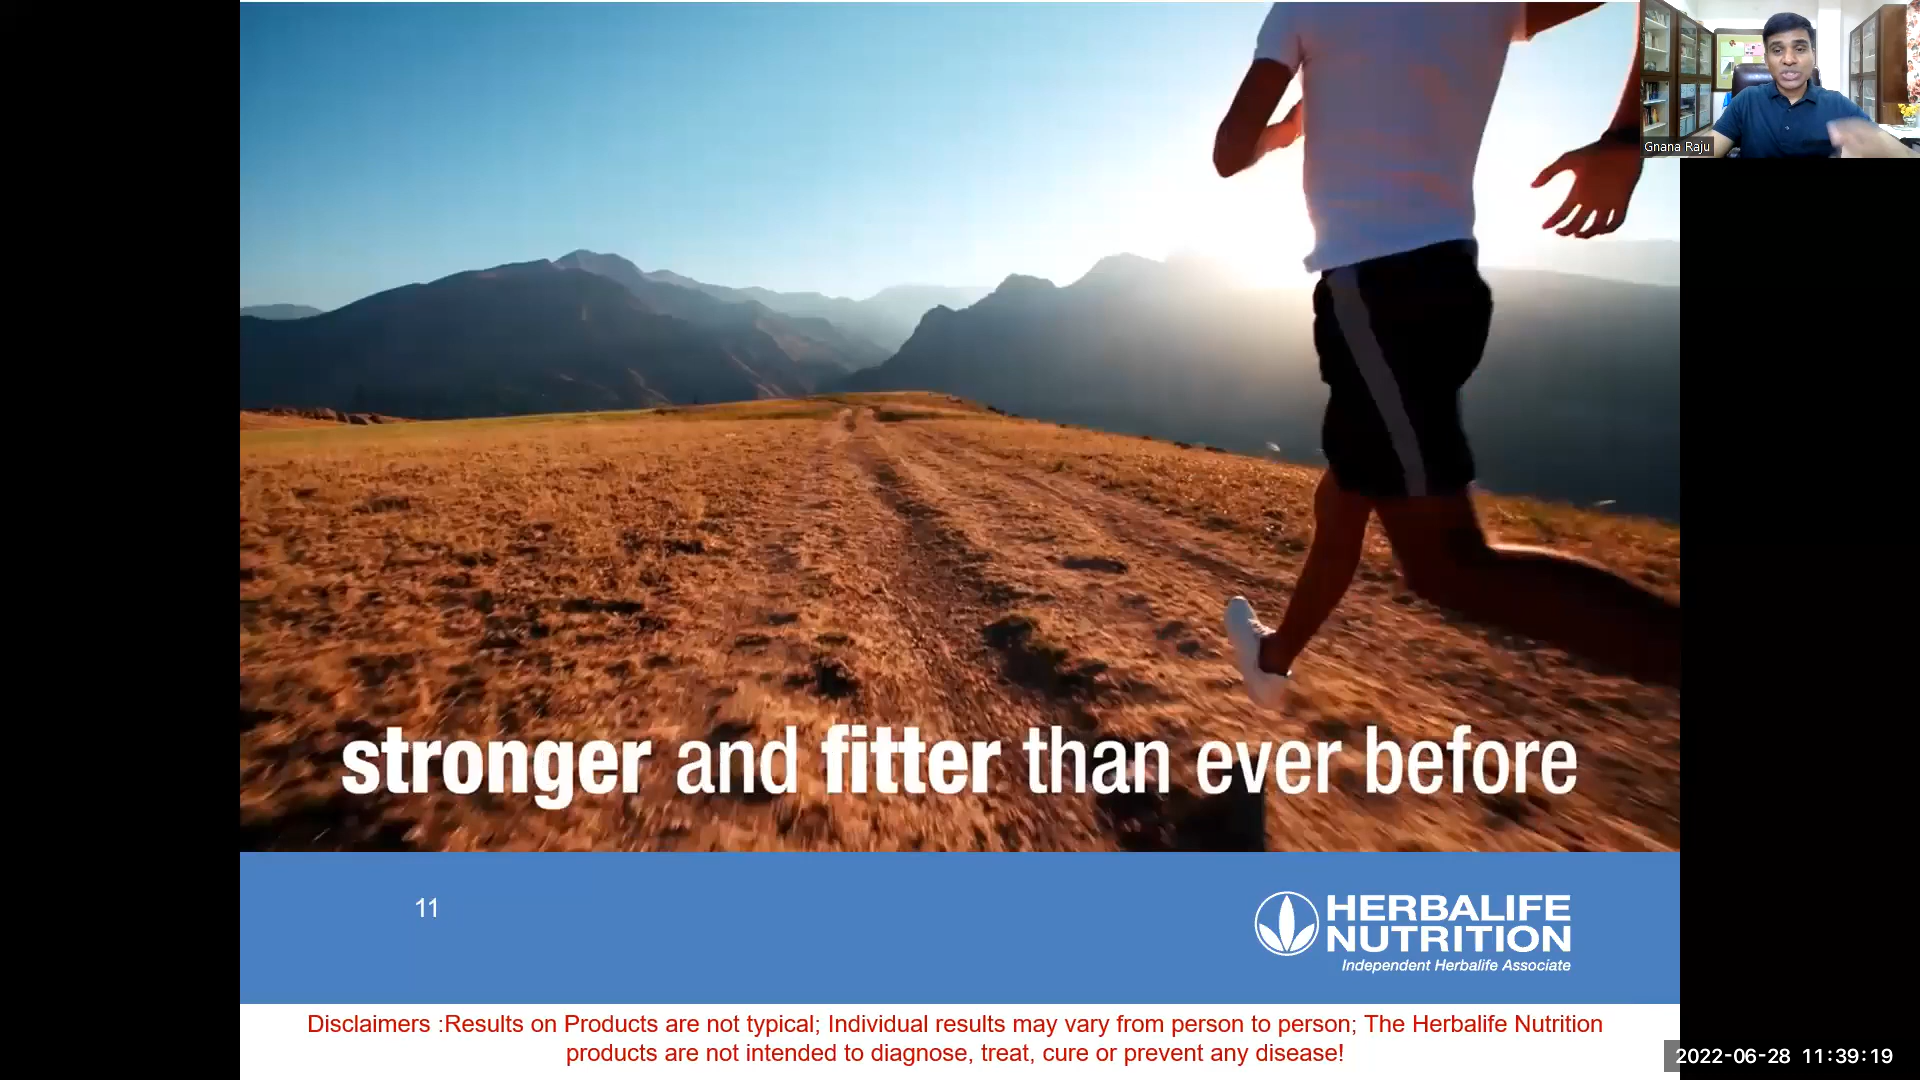 Gnana Raju
stronger and fitter than ever before
11
HERBALIFE
NUTRITION
Independent Herbalife Associate
Disclaimers :Results on Products are not typical; Individual results may vary from person to person; The Herbalife Nutrition
products are not intended to diagnose, treat, cure or prevent any disease!
2022-06-28 11:39:19